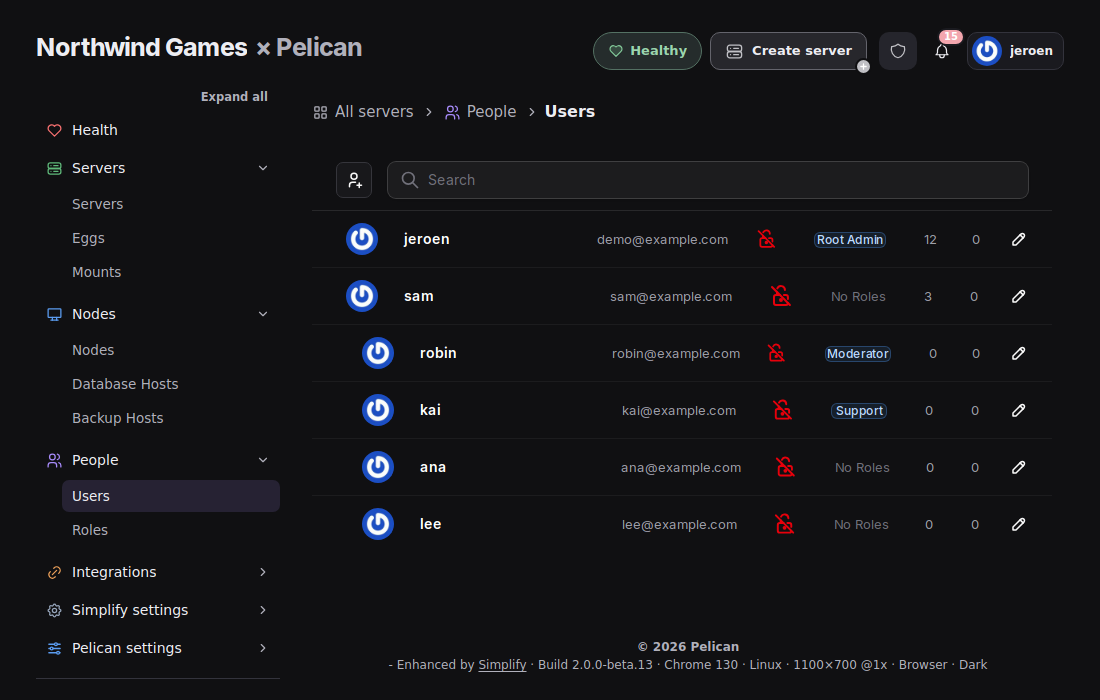 Northwind Games × Pelican
Healthy
Create server
15
jeroen
Expand all
Health
Servers
Servers
Eggs
Mounts
Nodes
Nodes
Database Hosts
Backup Hosts
People
Users
Roles
Integrations
Simplify settings
Pelican settings
All servers > People > Users
Search
jeroen demo@example.com Root Admin 12 0
sam sam@example.com No Roles 3 0
robin robin@example.com Moderator 0 0
kai kai@example.com Support 0 0
ana ana@example.com No Roles 0 0
lee lee@example.com No Roles 0 0
© 2026 Pelican
- Enhanced by Simplify · Build 2.0.0-beta.13 · Chrome 130 · Linux · 1100×700 @1x · Browser · Dark